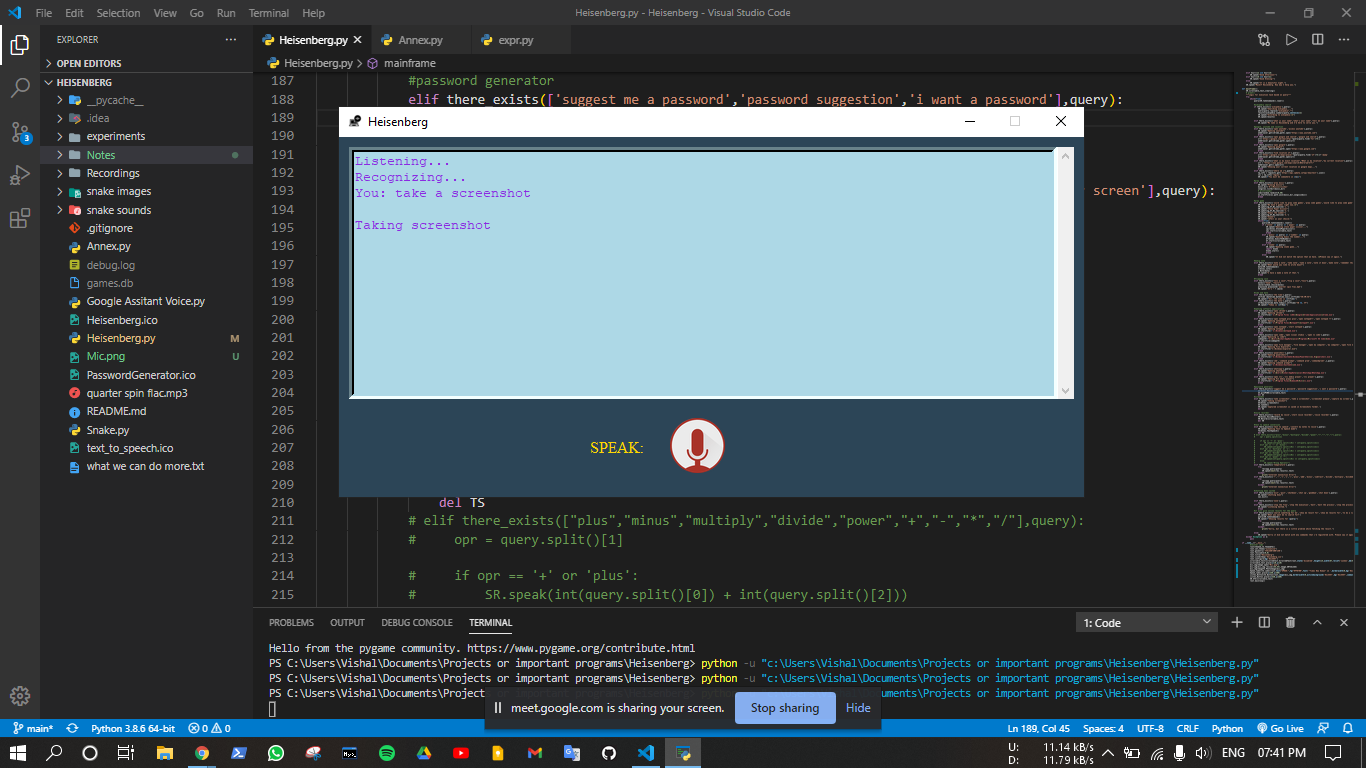 File Edit Selection View Go Run Terminal Help Heisenberg.py - Heisenberg - Visual Studio Code
EXPLORER
OPEN EDITORS
HEISENBERG
__pycache__
.idea
experiments
Notes
Recordings
snake images
snake sounds
.gitignore
Annex.py
debug.log
games.db
Google Assitant Voice.py
Heisenberg.ico
Heisenberg.py M
Mic.png U
PasswordGenerator.ico
quarter spin flac.mp3
README.md
Snake.py
text_to_speech.ico
what we can do more.txt
3
Heisenberg.py Annex.py expr.py
Heisenberg.py > mainframe
187 #password generator
188 elif there_exists(['suggest me a password','password suggestion','i want a password'],query):
189
190
191
192
193 screen'],query):
194
195
196
197
198
199
200
201
202
203
204
205
206
207
208
209
210 del TS
211 # elif there_exists(["plus","minus","multiply","divide","power","+","-","*","/"],query):
212 # opr = query.split()[1]
213
214 # if opr == '+' or 'plus':
215 # SR.speak(int(query.split()[0]) + int(query.split()[2]))
Heisenberg
Listening...
Recognizing...
You: take a screenshot
Taking screenshot
SPEAK:
PROBLEMS OUTPUT DEBUG CONSOLE TERMINAL 1: Code
Hello from the pygame community. https://www.pygame.org/contribute.html
PS C:\Users\Vishal\Documents\Projects or important programs\Heisenberg> python -u "c:\Users\Vishal\Documents\Projects or important programs\Heisenberg\Heisenberg.py"
PS C:\Users\Vishal\Documents\Projects or important programs\Heisenberg> python -u "c:\Users\Vishal\Documents\Projects or important programs\Heisenberg\Heisenberg.py"
PS C:\Users\Vishal\Documents\Projects or important programs\Heisenberg> python -u "c:\Users\Vishal\Documents\Projects or important programs\Heisenberg\Heisenberg.py"
meet.google.com is sharing your screen. Stop sharing Hide
main* Python 3.8.6 64-bit 0 0 Ln 189, Col 45 Spaces: 4 UTF-8 CRLF Python Go Live
U: 11.14 kB/s
D: 11.79 kB/s
ENG 07:41 PM